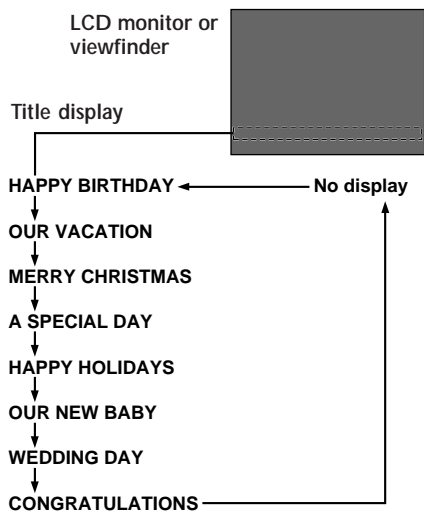 LCD monitor or
viewfinder
Title display
HAPPY BIRTHDAY
No display
OUR VACATION
MERRY CHRISTMAS
A SPECIAL DAY
HAPPY HOLIDAYS
OUR NEW BABY
WEDDING DAY
CONGRATULATIONS